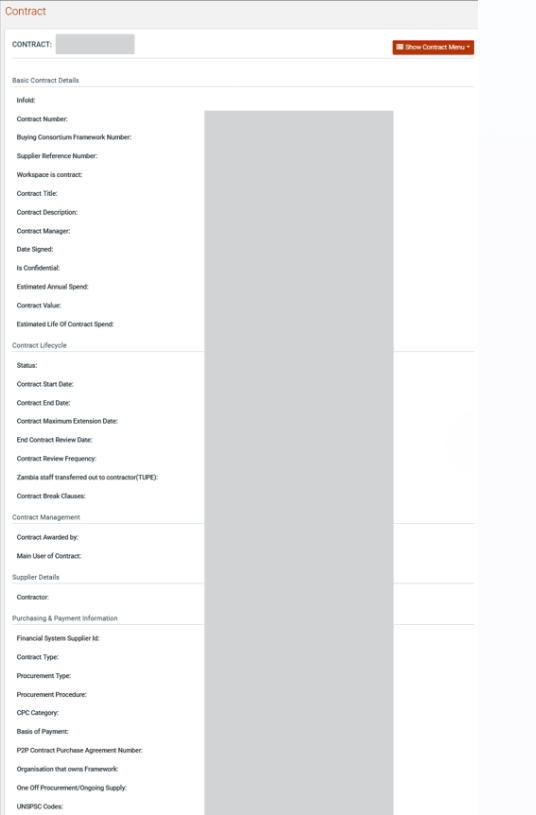 Contract
CONTRACT:
Show Contract Menu
Basic Contract Details
InfoId:
Contract Number:
Buying Consortium Framework Number:
Supplier Reference Number:
Workspace is contract:
Contract Title:
Contract Description:
Contract Manager:
Date Signed:
Is Confidential:
Estimated Annual Spend:
Contract Value:
Estimated Life Of Contract Spend:
Contract Lifecycle
Status:
Contract Start Date:
Contract End Date:
Contract Maximum Extension Date:
End Contract Review Date:
Contract Review Frequency:
Zambia staff transferred out to contractor(TUPE):
Contract Break Clauses:
Contract Management
Contract Awarded by:
Main User of Contract:
Supplier Details
Contractor:
Purchasing & Payment Information
Financial System Supplier Id:
Contract Type:
Procurement Type:
Procurement Procedure:
CPC Category:
Basis of Payment:
P2P Contract Purchase Agreement Number:
Organisation that owns Framework:
One Off Procurement/Ongoing Supply:
UNSPSC Codes: